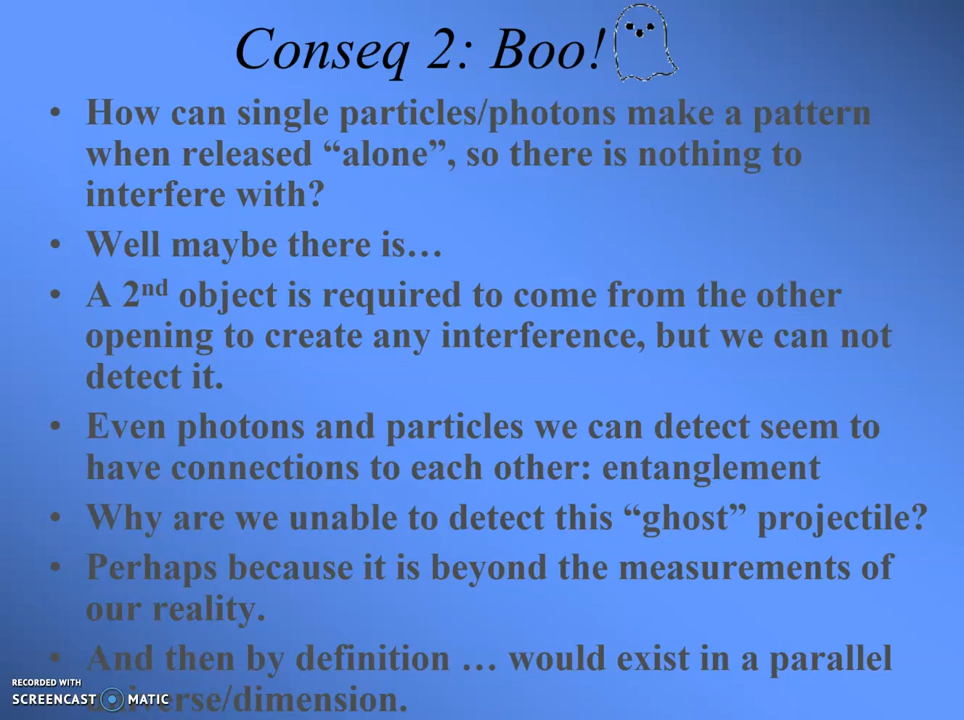 Conseq 2: Boo!
• How can single particles/photons make a pattern
when released “alone”, so there is nothing to
interfere with?
• Well maybe there is…
• A 2nd object is required to come from the other
opening to create any interference, but we can not
detect it.
• Even photons and particles we can detect seem to
have connections to each other: entanglement
• Why are we unable to detect this “ghost” projectile?
• Perhaps because it is beyond the measurements of
our reality.
• And then by definition … would exist in a parallel
universe/dimension.
RECORDED WITH
SCREENCAST MATIC